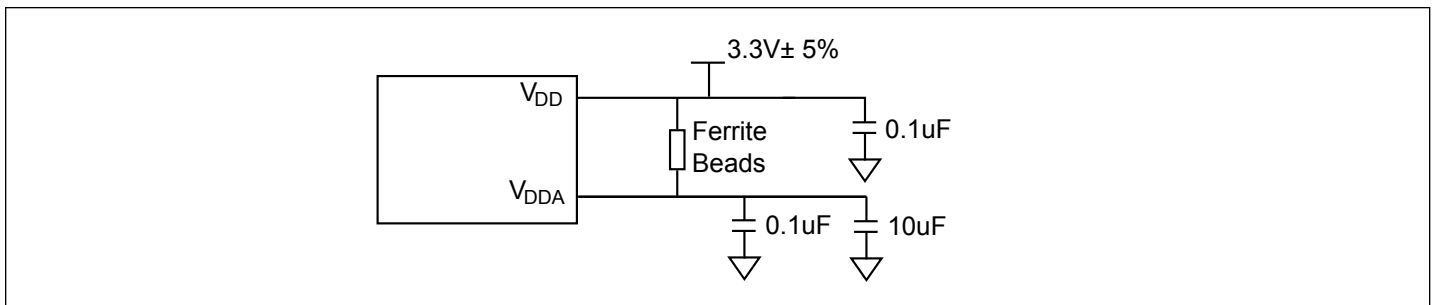 3.3V± 5%
VDD
Ferrite
Beads
0.1uF
VDDA
0.1uF
10uF